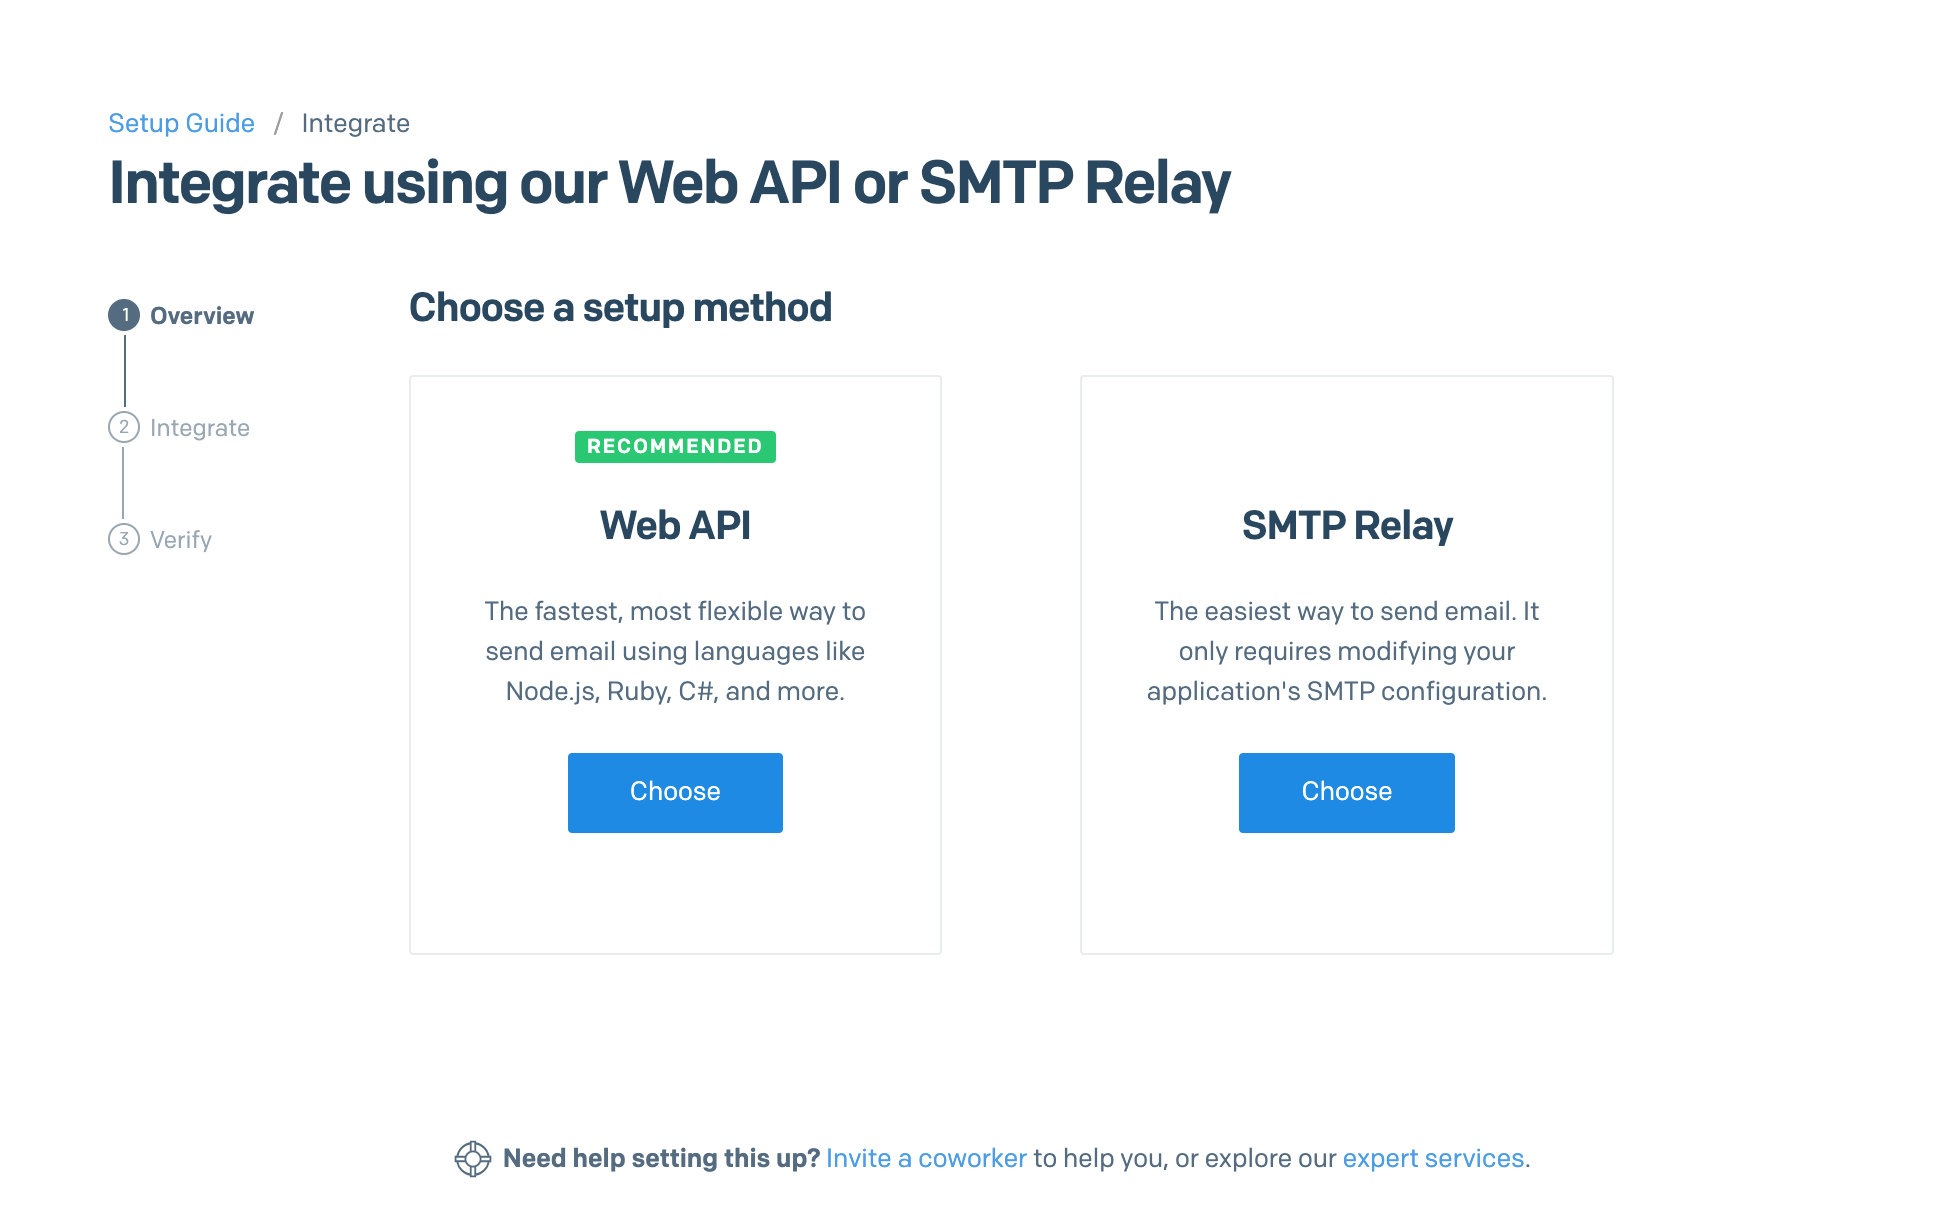 Setup Guide / Integrate
Integrate using our Web API or SMTP Relay
1 Overview
2 Integrate
3 Verify
Choose a setup method
RECOMMENDED
Web API
The fastest, most flexible way to
send email using languages like
Node.js, Ruby, C#, and more.
Choose
SMTP Relay
The easiest way to send email. It
only requires modifying your
application's SMTP configuration.
Choose
Need help setting this up? Invite a coworker to help you, or explore our expert services.